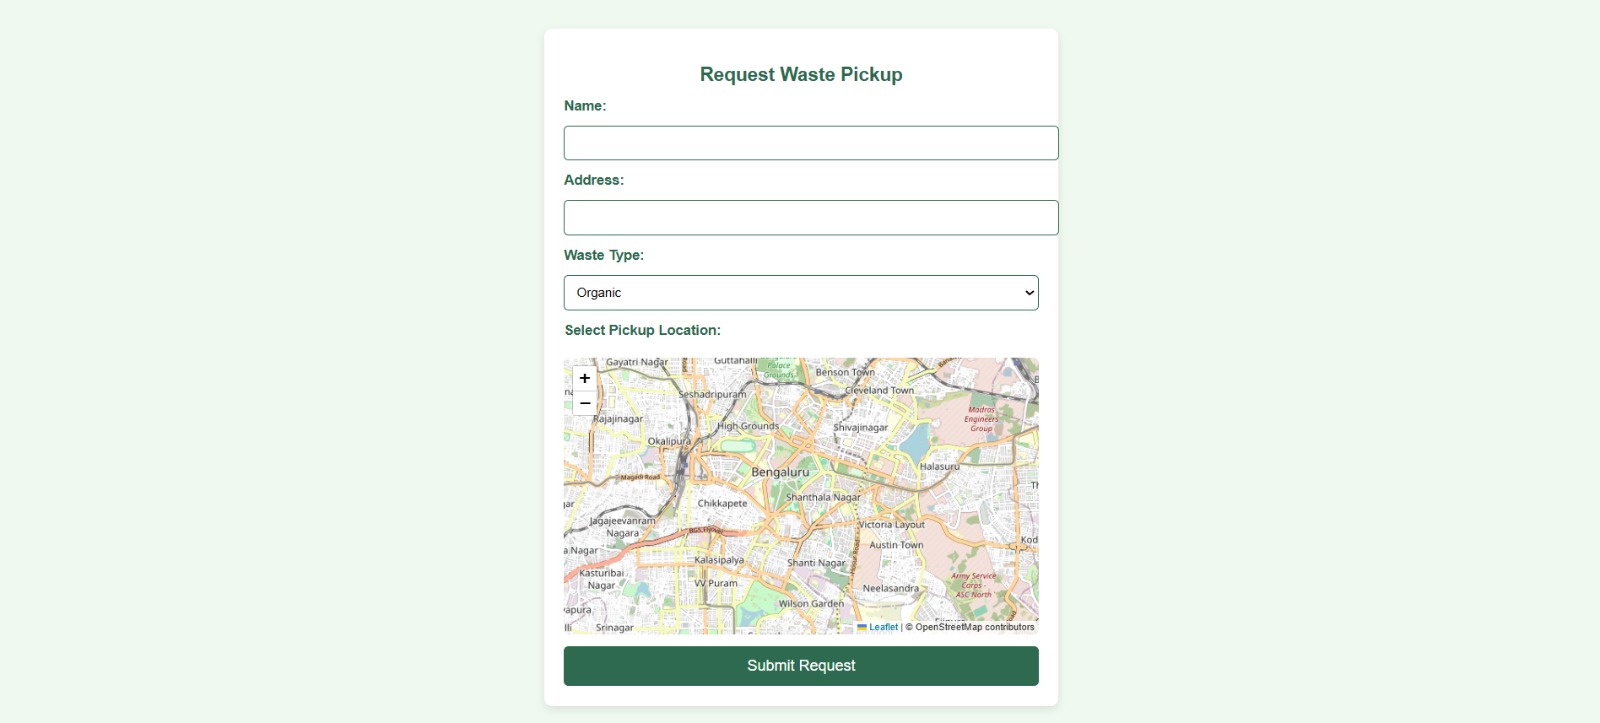 Request Waste Pickup
Name:
Address:
Waste Type:
Organic
Select Pickup Location:
Gayatri Nagar
Guttahalli
Palace
Grounds
Benson Town
Cleveland Town
Seshadripuram
Rajajinagar
High Grounds
Shivajinagar
Madras
Engineers
Group
Okalipura
Bengaluru
Halasuru
Magadi Road
Chikkapete
Shanthala Nagar
Jagajeevanram
Nagara
Victoria Layout
Austin Town
a Nagar
Kalasipalya
Shanti Nagar
Kod
Kasturibai
Nagar
VV Puram
Neelasandra
Army Service
Corps -
ASC North
Wilson Garden
yapura
Srinagar
+
−
Leaflet | © OpenStreetMap contributors
Submit Request